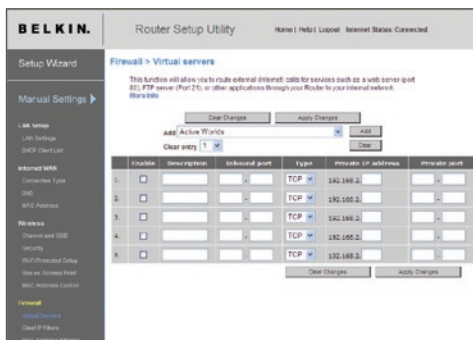 BELKIN.
Router Setup Utility
Home | Help | Logout Internet Status: Connected
Setup Wizard
Manual Settings
LAN Setup
LAN Settings
DHCP Client List
Internet WAN
Connection Type
DNS
MAC Address
Wireless
Channel and SSID
Security
Wi-Fi Protected Setup
Use as Access Point
MAC Address Control
Firewall
Virtual Servers
Client IP Filters
Firewall > Virtual servers
This function will allow you to route external (Internet) calls for services such as a web server (port
80), FTP server (Port 21), or other applications through your Router to your internal network.
More Info
Clear Changes Apply Changes
Add Active Worlds Add
Clear entry 1 Clear
Enable Description Inbound port Type Private IP address Private port
1. - TCP 192.168.2. -
2. - TCP 192.168.2. -
3. - TCP 192.168.2. -
4. - TCP 192.168.2. -
5. - TCP 192.168.2. -
Clear Changes Apply Changes